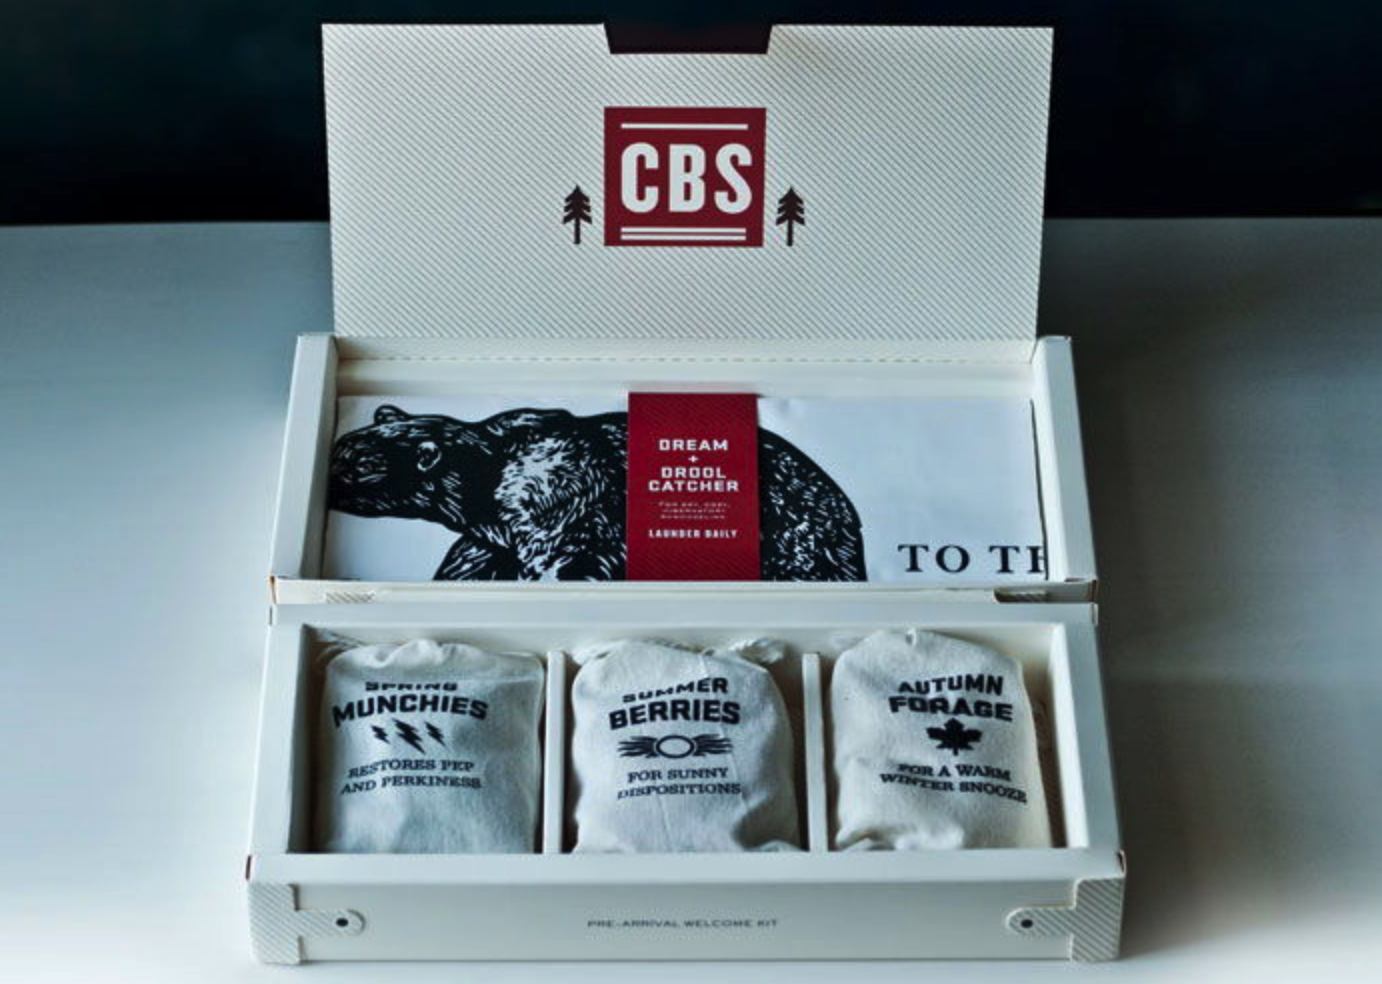 CBS
DREAM
+
DROOL
CATCHER
LAUNDER DAILY
TO TH
SPRING
MUNCHIES
RESTORES PEP
AND PERKINESS
SUMMER
BERRIES
FOR SUNNY
DISPOSITIONS
AUTUMN
FORAGE
FOR A WARM
WINTER SNOOZE
PRE-ARRIVAL WELCOME KIT